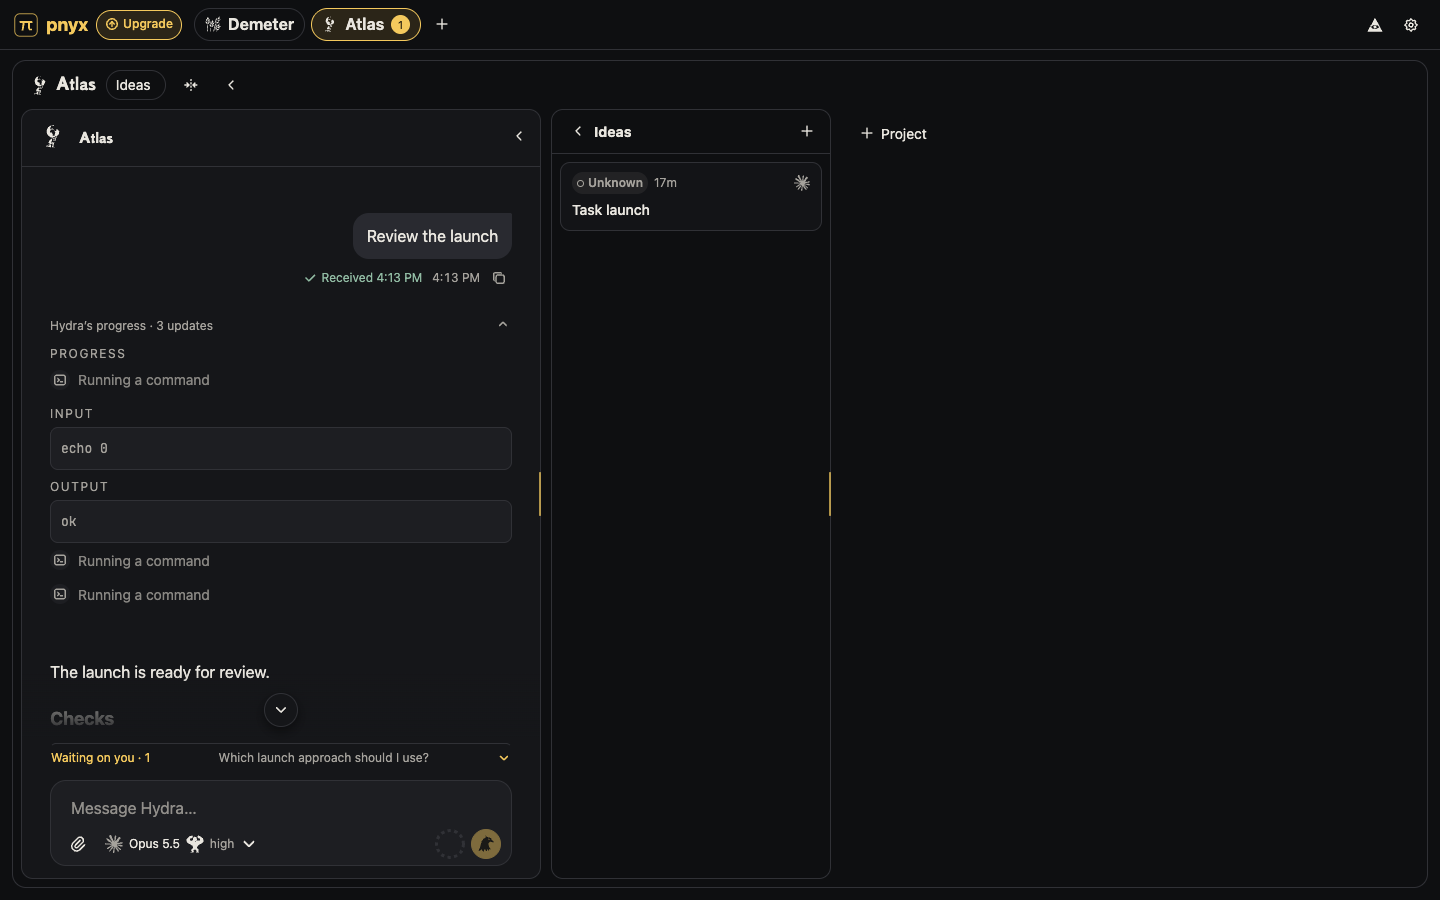 π pnyx
Upgrade
Demeter
Atlas 1
Atlas
Ideas
Atlas
Review the launch
Received 4:13 PM 4:13 PM
Hydra's progress · 3 updates
PROGRESS
Running a command
INPUT
echo 0
OUTPUT
ok
Running a command
Running a command
The launch is ready for review.
Checks
Waiting on you · 1
Which launch approach should I use?
Message Hydra...
Opus 5.5
high
Ideas
Unknown 17m
Task launch
Project